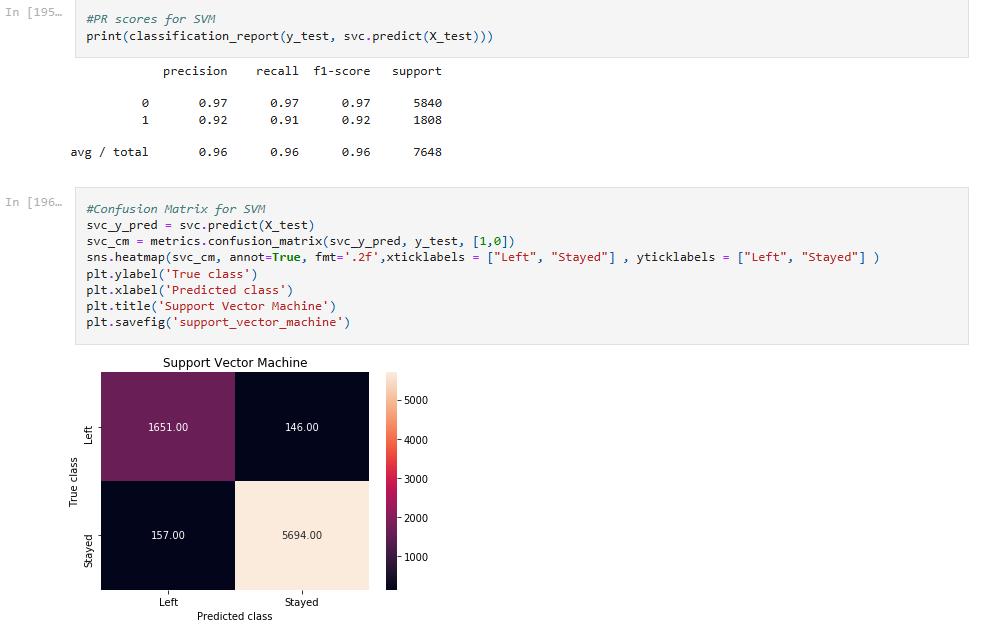 In [195…
#PR scores for SVM
print(classification_report(y_test, svc.predict(X_test)))
precision recall f1-score support
0 0.97 0.97 0.97 5840
1 0.92 0.91 0.92 1808
avg / total 0.96 0.96 0.96 7648
In [196…
#Confusion Matrix for SVM
svc_y_pred = svc.predict(X_test)
svc_cm = metrics.confusion_matrix(svc_y_pred, y_test, [1,0])
sns.heatmap(svc_cm, annot=True, fmt='.2f',xticklabels = ["Left", "Stayed"] , yticklabels = ["Left", "Stayed"] )
plt.ylabel('True class')
plt.xlabel('Predicted class')
plt.title('Support Vector Machine')
plt.savefig('support_vector_machine')
Support Vector Machine
True class
Left
Stayed
1651.00 146.00
157.00 5694.00
Left Stayed
Predicted class
5000
4000
3000
2000
1000